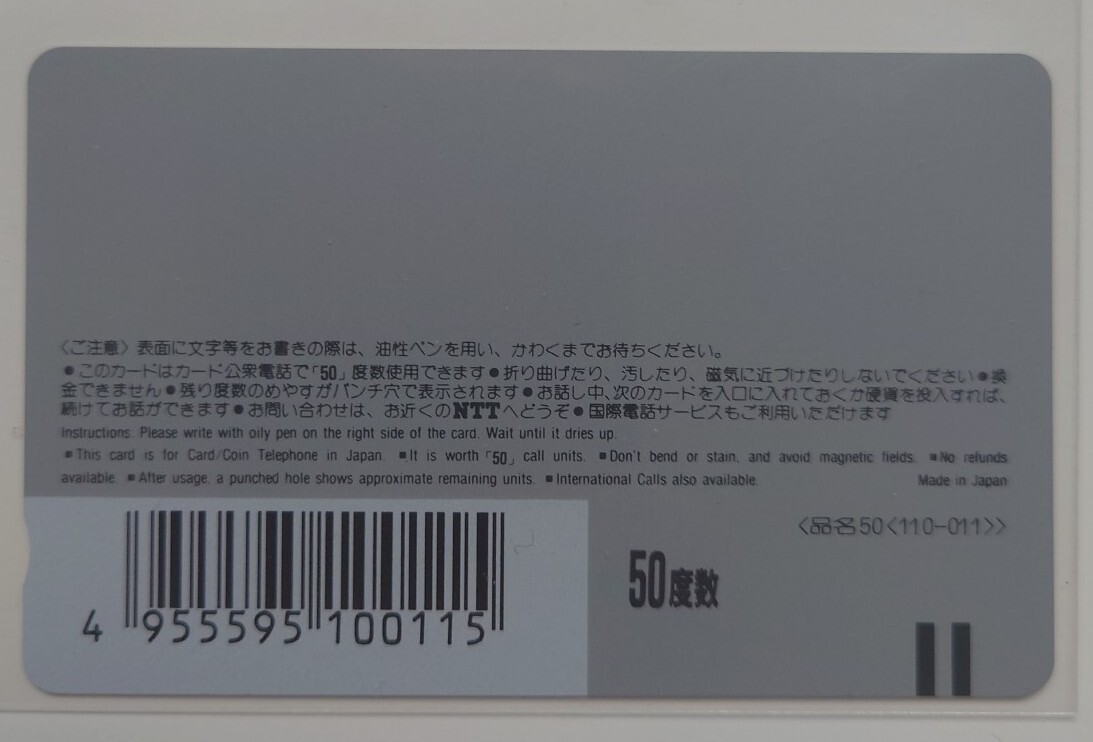 〈ご注意〉表面に文字等をお書きの際は、油性ペンを用い、かわくまでお待ちください。
●このカードはカード公衆電話で「50」度数使用できます●折り曲げたり、汚したり、磁気に近づけたりしないでください●換
金できません●残り度数のめやすがパンチ穴で表示されます●お話し中、次のカードを入口に入れておくか硬貨を投入すれば、
続けてお話ができます●お問い合わせは、お近くのNTTへどうぞ●国際電話サービスもご利用いただけます
Instructions: Please write with oily pen on the right side of the card. Wait until it dries up.
■This card is for Card/Coin Telephone in Japan. ■It is worth「50」call units. ■Don't bend or stain, and avoid magnetic fields. ■No refunds
available. ■After usage, a punched hole shows approximate remaining units. ■International Calls also available. Made in Japan
〈品名50〈110-011〉〉
50度数
4 955595 100115